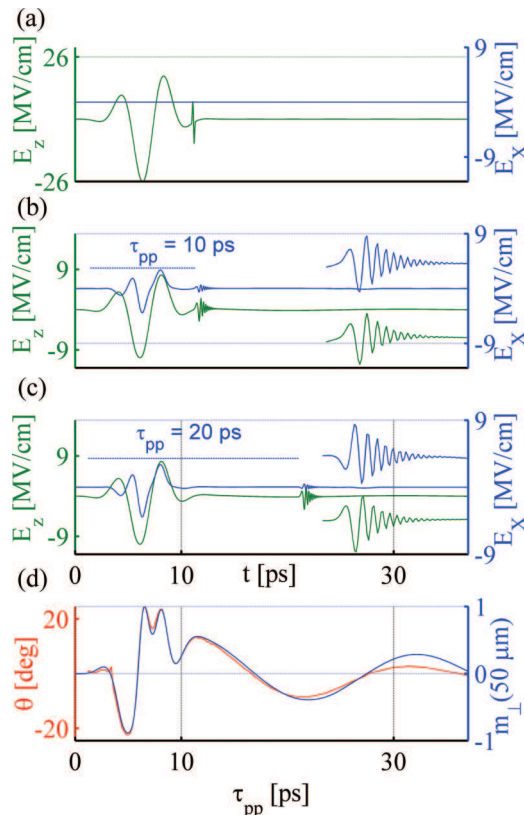 (a)
26
9
E_z [MV/cm]
E_X [MV/cm]
-26
-9
(b)
τ_pp = 10 ps
9
9
E_z [MV/cm]
E_X [MV/cm]
-9
-9
(c)
τ_pp = 20 ps
9
9
E_z [MV/cm]
E_X [MV/cm]
-9
-9
0
10
t [ps]
30
(d)
20
1
θ [deg]
0
m_⊥ (50 μm)
-20
-1
0
10
30
τ_pp [ps]